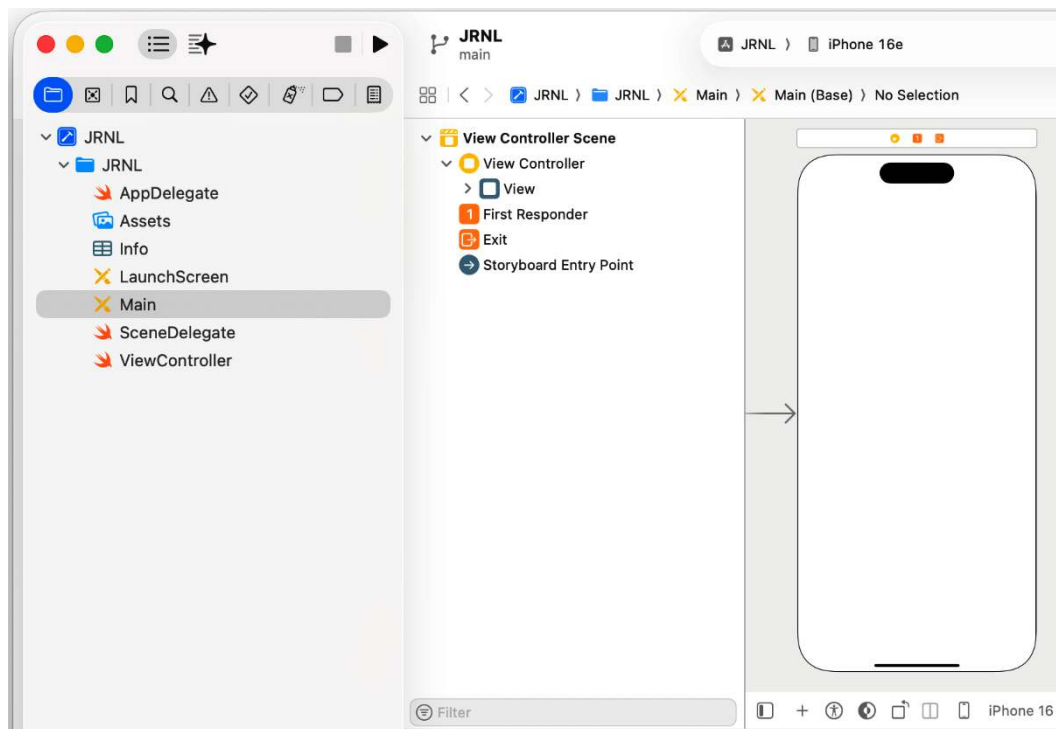 JRNL
main
JRNL 〉 iPhone 16e
JRNL 〉 JRNL 〉 Main 〉 Main (Base) 〉 No Selection
JRNL
JRNL
AppDelegate
Assets
Info
LaunchScreen
Main
SceneDelegate
ViewController
View Controller Scene
View Controller
View
1 First Responder
Exit
Storyboard Entry Point
1
Filter
iPhone 16